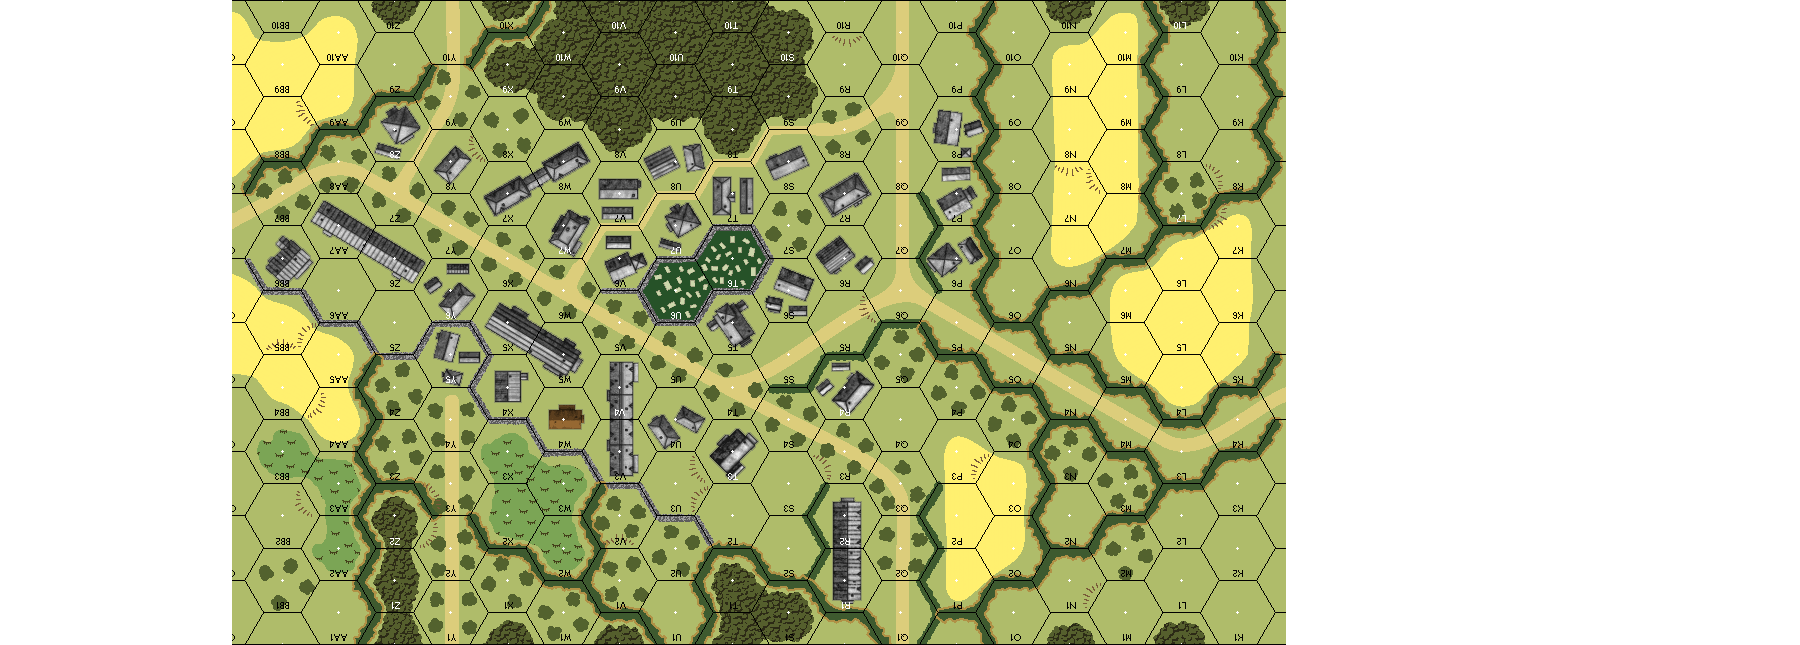 BB10 Z10 X10 V10 T10 R10 P10 N10 L10
AA10 Y10 W10 U10 S10 Q10 O10 M10 K10
BB9 Z9 X9 V9 T9 R9 P9 N9 L9
AA9 Y9 W9 U9 S9 Q9 O9 M9 K9
BB8 Z8 X8 V8 T8 R8 P8 N8 L8
AA8 Y8 W8 U8 S8 Q8 O8 M8 K8
BB7 Z7 X7 V7 T7 R7 P7 N7 L7
AA7 Y7 W7 U7 S7 Q7 O7 M7 K7
BB6 Z6 X6 V6 T6 R6 P6 N6 L6
AA6 Y6 W6 U6 S6 Q6 O6 M6 K6
BB5 Z5 X5 V5 T5 R5 P5 N5 L5
AA5 Y5 W5 U5 S5 Q5 O5 M5 K5
BB4 Z4 X4 V4 T4 R4 P4 N4 L4
AA4 Y4 W4 U4 S4 Q4 O4 M4 K4
BB3 Z3 X3 V3 T3 R3 P3 N3 L3
AA3 Y3 W3 U3 S3 Q3 O3 M3 K3
BB2 Z2 X2 V2 T2 R2 P2 N2 L2
AA2 Y2 W2 U2 S2 Q2 O2 M2 K2
BB1 Z1 X1 V1 T1 R1 P1 N1 L1
AA1 Y1 W1 U1 S1 Q1 O1 M1 K1